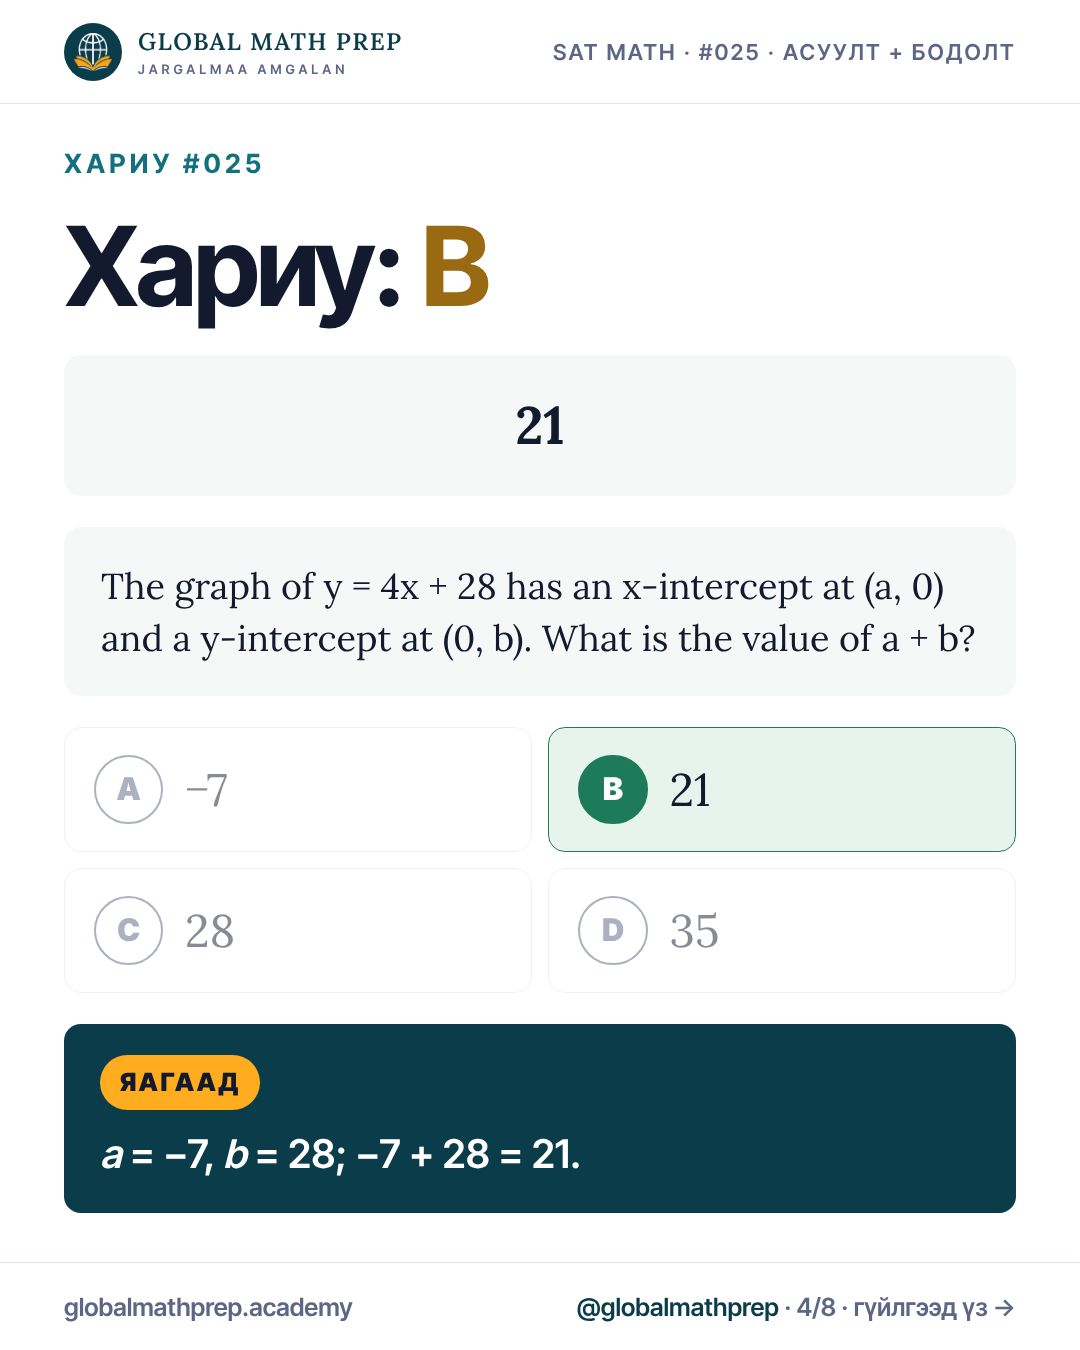 GLOBAL MATH PREP
JARGALMAA AMGALAN
SAT MATH · #025 · АСУУЛТ + БОДОЛТ
ХАРИУ #025
Хариу: B
21
The graph of y = 4x + 28 has an x-intercept at (a, 0)
and a y-intercept at (0, b). What is the value of a + b?
A −7
B 21
C 28
D 35
ЯАГААД
a = −7, b = 28; −7 + 28 = 21.
globalmathprep.academy
@globalmathprep · 4/8 · гүйлгээд үз →